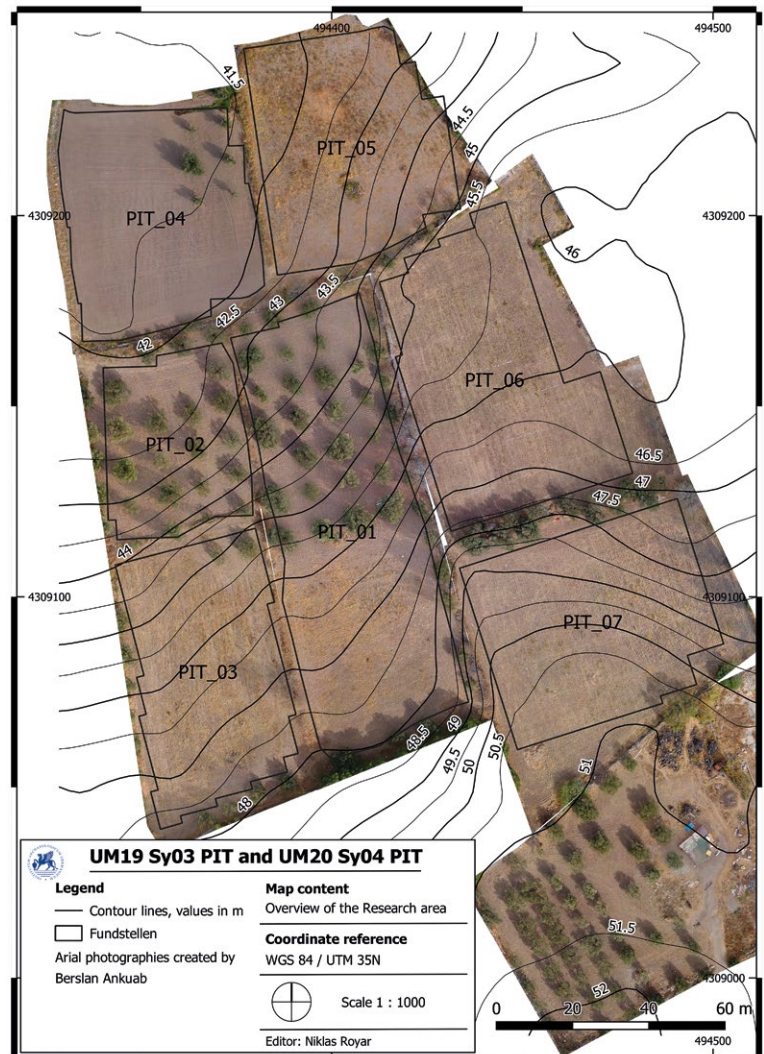 494400
494500
41.5
44.5
PIT_05
45
4309200
PIT_04
45.5
4309200
46
43.5
43
42.5
42
PIT_06
PIT_02
46.5
47
47.5
PIT_01
44
4309100
4309100
PIT_07
PIT_03
49
48.5
50.5
49.5
50
51
48
UM19 Sy03 PIT and UM20 Sy04 PIT
Legend
Contour lines, values in m
Fundstellen
Arial photographies created by
Berslan Ankuab
Map content
Overview of the Research area
Coordinate reference
WGS 84 / UTM 35N
Scale 1 : 1000
Editor: Niklas Royar
51.5
4309000
52
0 20 40 60 m
494500